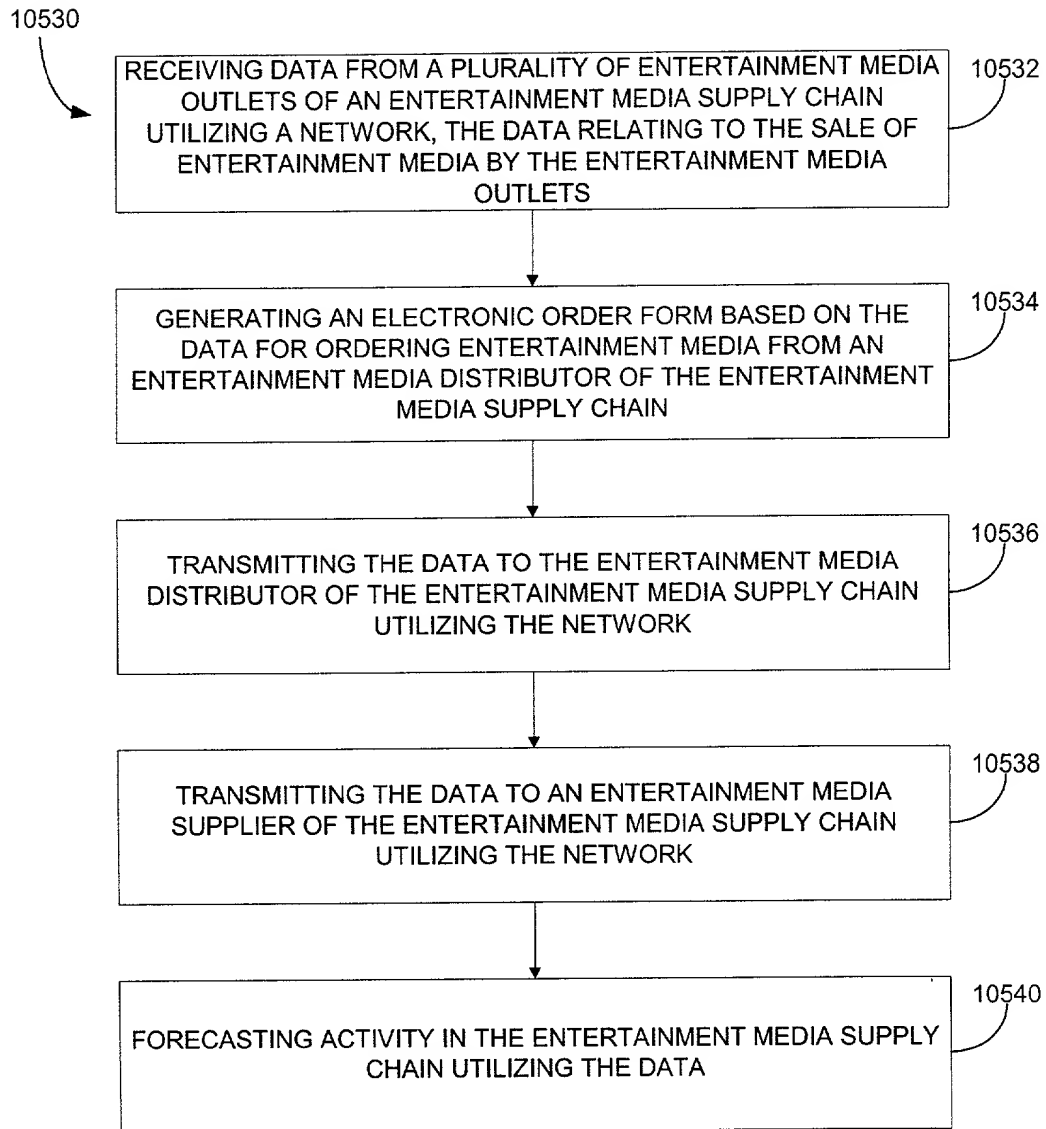 10530
RECEIVING DATA FROM A PLURALITY OF ENTERTAINMENT MEDIA
OUTLETS OF AN ENTERTAINMENT MEDIA SUPPLY CHAIN
UTILIZING A NETWORK, THE DATA RELATING TO THE SALE OF
ENTERTAINMENT MEDIA BY THE ENTERTAINMENT MEDIA
OUTLETS
10532
GENERATING AN ELECTRONIC ORDER FORM BASED ON THE
DATA FOR ORDERING ENTERTAINMENT MEDIA FROM AN
ENTERTAINMENT MEDIA DISTRIBUTOR OF THE ENTERTAINMENT
MEDIA SUPPLY CHAIN
10534
TRANSMITTING THE DATA TO THE ENTERTAINMENT MEDIA
DISTRIBUTOR OF THE ENTERTAINMENT MEDIA SUPPLY CHAIN
UTILIZING THE NETWORK
10536
TRANSMITTING THE DATA TO AN ENTERTAINMENT MEDIA
SUPPLIER OF THE ENTERTAINMENT MEDIA SUPPLY CHAIN
UTILIZING THE NETWORK
10538
FORECASTING ACTIVITY IN THE ENTERTAINMENT MEDIA SUPPLY
CHAIN UTILIZING THE DATA
10540